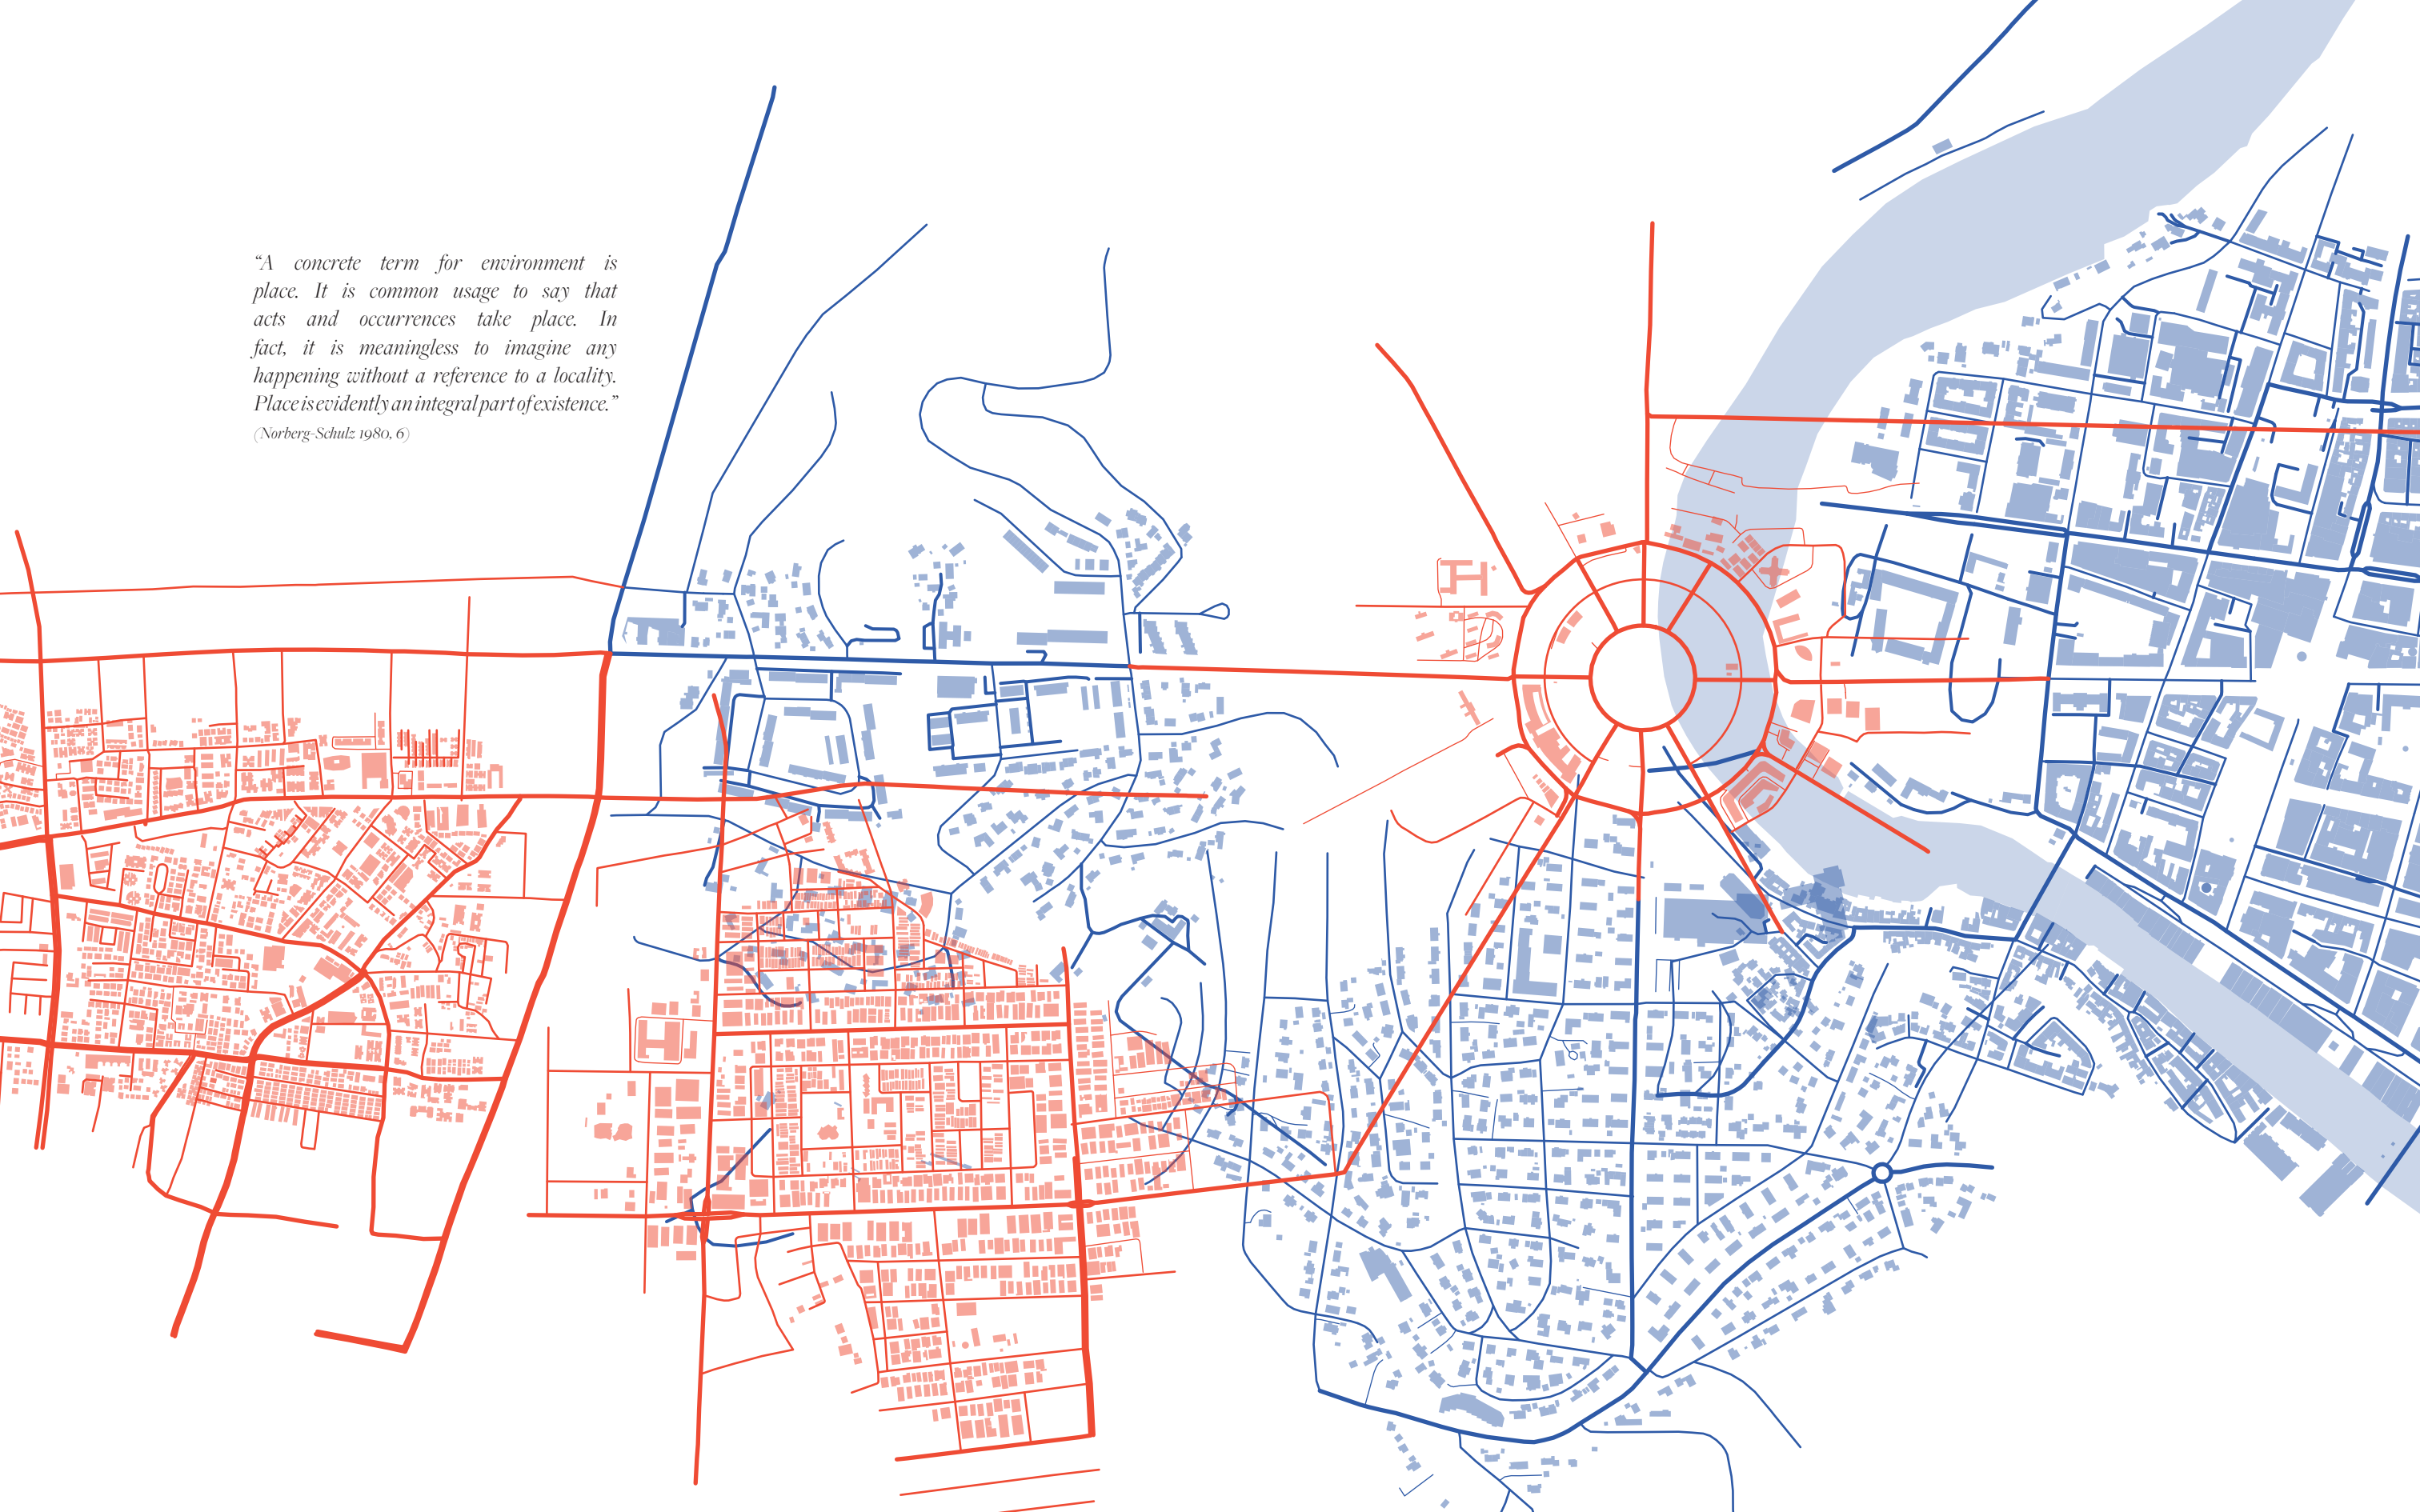 “A concrete term for environment is
place. It is common usage to say that
acts and occurrences take place. In
fact, it is meaningless to imagine any
happening without a reference to a locality.
Place is evidently an integral part of existence.”
(Norberg-Schulz 1980, 6)